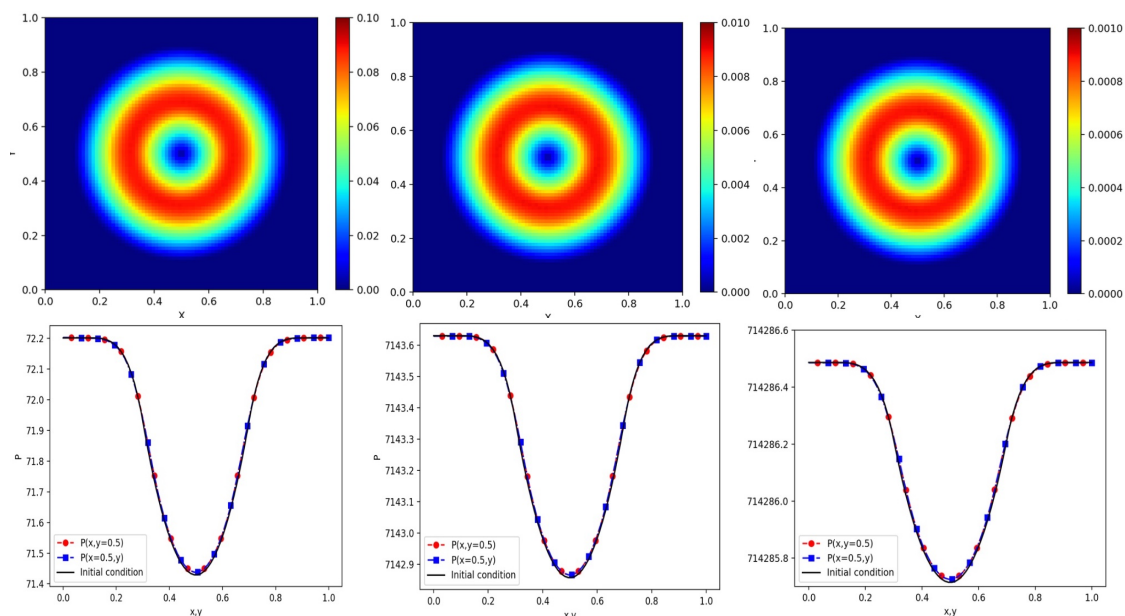 1.0 0.8 0.6 0.4 0.2 0.0
0.0 0.2 0.4 0.6 0.8 1.0
X
0.10 0.08 0.06 0.04 0.02 0.00
1.0 0.8 0.6 0.4 0.2 0.0
0.0 0.2 0.4 0.6 0.8 1.0
0.010 0.008 0.006 0.004 0.002 0.000
1.0 0.8 0.6 0.4 0.2 0.0
0.0 0.2 0.4 0.6 0.8 1.0
0.0010 0.0008 0.0006 0.0004 0.0002 0.0000
P
72.2 72.1 72.0 71.9 71.8 71.7 71.6 71.5 71.4
P(x,y=0.5)
P(x=0.5,y)
Initial condition
0.0 0.2 0.4 0.6 0.8 1.0
x,y
P
7143.6 7143.5 7143.4 7143.3 7143.2 7143.1 7143.0 7142.9
P(x,y=0.5)
P(x=0.5,y)
Initial condition
0.0 0.2 0.4 0.6 0.8 1.0
x,y
714286.6 714286.4 714286.2 714286.0 714285.8
P(x,y=0.5)
P(x=0.5,y)
Initial condition
0.0 0.2 0.4 0.6 0.8 1.0
x,y